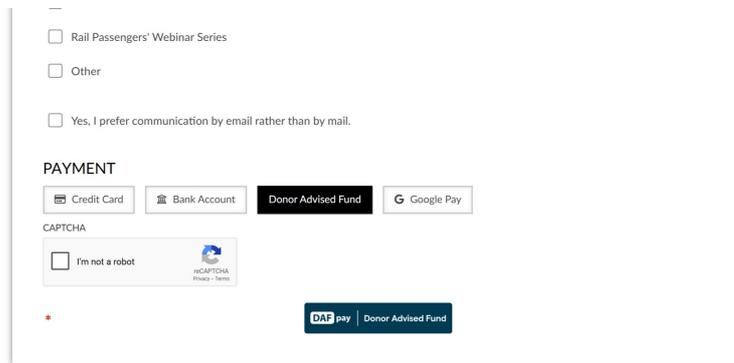 Rail Passengers' Webinar Series
Other
Yes, I prefer communication by email rather than by mail.
PAYMENT
Credit Card Bank Account Donor Advised Fund G Google Pay
CAPTCHA
I'm not a robot
reCAPTCHA
Privacy - Terms
* DAF pay | Donor Advised Fund